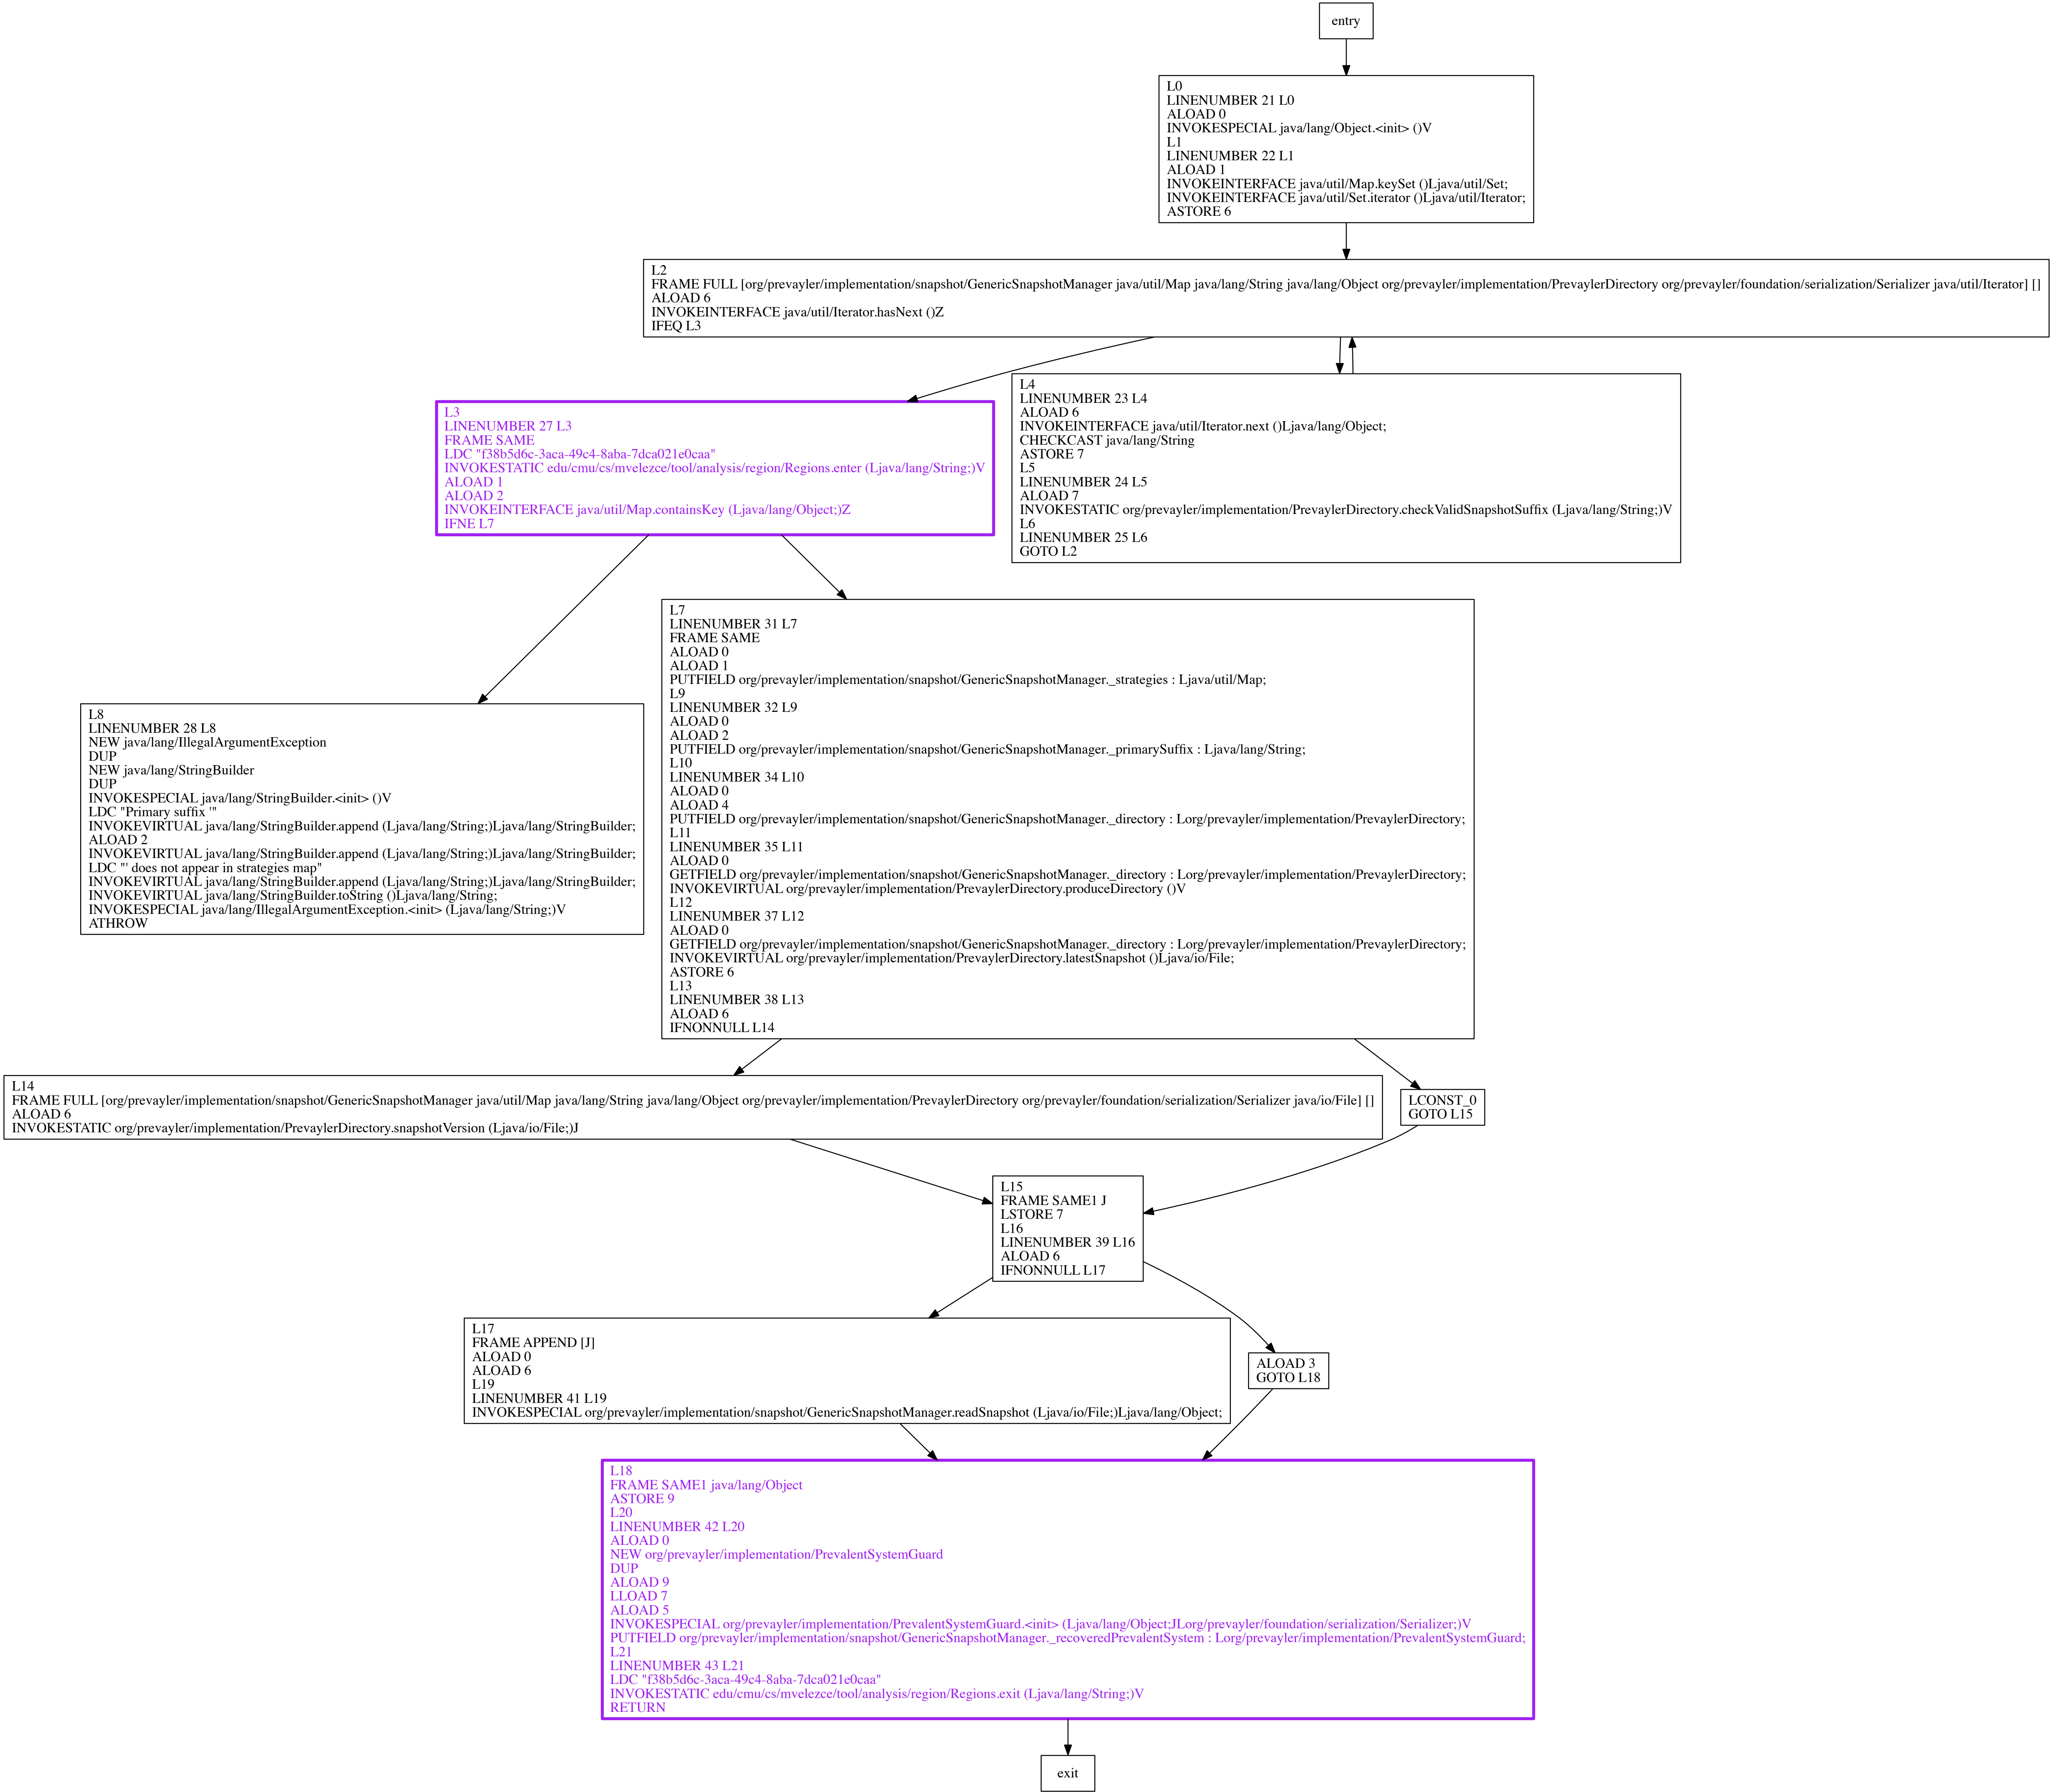 entry
L0
LINENUMBER 21 L0
ALOAD 0
INVOKESPECIAL java/lang/Object.<init> ()V
L1
LINENUMBER 22 L1
ALOAD 1
INVOKEINTERFACE java/util/Map.keySet ()Ljava/util/Set;
INVOKEINTERFACE java/util/Set.iterator ()Ljava/util/Iterator;
ASTORE 6
L2
FRAME FULL [org/prevayler/implementation/snapshot/GenericSnapshotManager java/util/Map java/lang/String java/lang/Object org/prevayler/implementation/PrevaylerDirectory org/prevayler/foundation/serialization/Serializer java/util/Iterator] []
ALOAD 6
INVOKEINTERFACE java/util/Iterator.hasNext ()Z
IFEQ L3
L3
LINENUMBER 27 L3
FRAME SAME
LDC "f38b5d6c-3aca-49c4-8aba-7dca021e0caa"
INVOKESTATIC edu/cmu/cs/mvelezce/tool/analysis/region/Regions.enter (Ljava/lang/String;)V
ALOAD 1
ALOAD 2
INVOKEINTERFACE java/util/Map.containsKey (Ljava/lang/Object;)Z
IFNE L7
L4
LINENUMBER 23 L4
ALOAD 6
INVOKEINTERFACE java/util/Iterator.next ()Ljava/lang/Object;
CHECKCAST java/lang/String
ASTORE 7
L5
LINENUMBER 24 L5
ALOAD 7
INVOKESTATIC org/prevayler/implementation/PrevaylerDirectory.checkValidSnapshotSuffix (Ljava/lang/String;)V
L6
LINENUMBER 25 L6
GOTO L2
L8
LINENUMBER 28 L8
NEW java/lang/IllegalArgumentException
DUP
NEW java/lang/StringBuilder
DUP
INVOKESPECIAL java/lang/StringBuilder.<init> ()V
LDC "Primary suffix '"
INVOKEVIRTUAL java/lang/StringBuilder.append (Ljava/lang/String;)Ljava/lang/StringBuilder;
ALOAD 2
INVOKEVIRTUAL java/lang/StringBuilder.append (Ljava/lang/String;)Ljava/lang/StringBuilder;
LDC "' does not appear in strategies map"
INVOKEVIRTUAL java/lang/StringBuilder.append (Ljava/lang/String;)Ljava/lang/StringBuilder;
INVOKEVIRTUAL java/lang/StringBuilder.toString ()Ljava/lang/String;
INVOKESPECIAL java/lang/IllegalArgumentException.<init> (Ljava/lang/String;)V
ATHROW
L7
LINENUMBER 31 L7
FRAME SAME
ALOAD 0
ALOAD 1
PUTFIELD org/prevayler/implementation/snapshot/GenericSnapshotManager._strategies : Ljava/util/Map;
L9
LINENUMBER 32 L9
ALOAD 0
ALOAD 2
PUTFIELD org/prevayler/implementation/snapshot/GenericSnapshotManager._primarySuffix : Ljava/lang/String;
L10
LINENUMBER 34 L10
ALOAD 0
ALOAD 4
PUTFIELD org/prevayler/implementation/snapshot/GenericSnapshotManager._directory : Lorg/prevayler/implementation/PrevaylerDirectory;
L11
LINENUMBER 35 L11
ALOAD 0
GETFIELD org/prevayler/implementation/snapshot/GenericSnapshotManager._directory : Lorg/prevayler/implementation/PrevaylerDirectory;
INVOKEVIRTUAL org/prevayler/implementation/PrevaylerDirectory.produceDirectory ()V
L12
LINENUMBER 37 L12
ALOAD 0
GETFIELD org/prevayler/implementation/snapshot/GenericSnapshotManager._directory : Lorg/prevayler/implementation/PrevaylerDirectory;
INVOKEVIRTUAL org/prevayler/implementation/PrevaylerDirectory.latestSnapshot ()Ljava/io/File;
ASTORE 6
L13
LINENUMBER 38 L13
ALOAD 6
IFNONNULL L14
L14
FRAME FULL [org/prevayler/implementation/snapshot/GenericSnapshotManager java/util/Map java/lang/String java/lang/Object org/prevayler/implementation/PrevaylerDirectory org/prevayler/foundation/serialization/Serializer java/io/File] []
ALOAD 6
INVOKESTATIC org/prevayler/implementation/PrevaylerDirectory.snapshotVersion (Ljava/io/File;)J
LCONST_0
GOTO L15
L15
FRAME SAME1 J
LSTORE 7
L16
LINENUMBER 39 L16
ALOAD 6
IFNONNULL L17
L17
FRAME APPEND [J]
ALOAD 0
ALOAD 6
L19
LINENUMBER 41 L19
INVOKESPECIAL org/prevayler/implementation/snapshot/GenericSnapshotManager.readSnapshot (Ljava/io/File;)Ljava/lang/Object;
ALOAD 3
GOTO L18
L18
FRAME SAME1 java/lang/Object
ASTORE 9
L20
LINENUMBER 42 L20
ALOAD 0
NEW org/prevayler/implementation/PrevalentSystemGuard
DUP
ALOAD 9
LLOAD 7
ALOAD 5
INVOKESPECIAL org/prevayler/implementation/PrevalentSystemGuard.<init> (Ljava/lang/Object;JLorg/prevayler/foundation/serialization/Serializer;)V
PUTFIELD org/prevayler/implementation/snapshot/GenericSnapshotManager._recoveredPrevalentSystem : Lorg/prevayler/implementation/PrevalentSystemGuard;
L21
LINENUMBER 43 L21
LDC "f38b5d6c-3aca-49c4-8aba-7dca021e0caa"
INVOKESTATIC edu/cmu/cs/mvelezce/tool/analysis/region/Regions.exit (Ljava/lang/String;)V
RETURN
exit